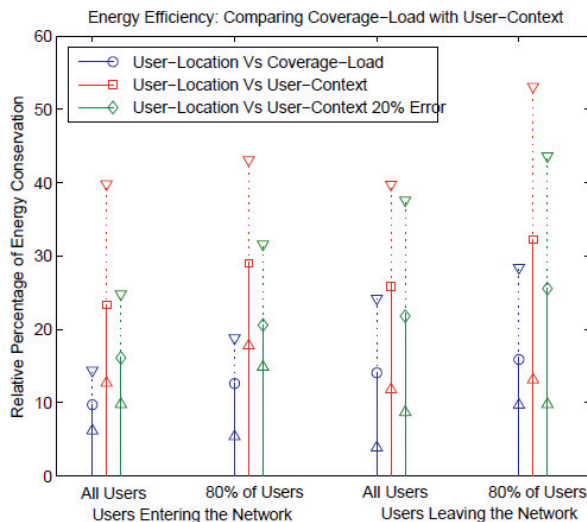 Energy Efficiency: Comparing Coverage−Load with User−Context
60
User−Location Vs Coverage−Load
User−Location Vs User−Context
User−Location Vs User−Context 20% Error
50
40
30
20
10
0
Relative Percentage of Energy Conservation
All Users 80% of Users All Users 80% of Users
Users Entering the Network Users Leaving the Network